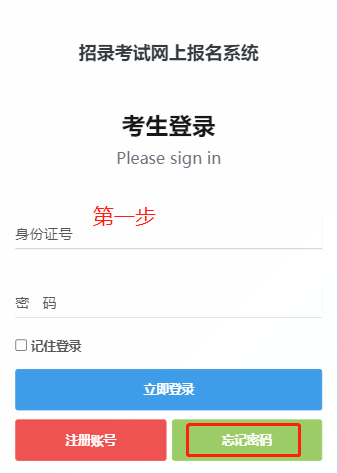 招录考试网上报名系统
考生登录
Please sign in
第一步
身份证号
密 码
记住登录
立即登录
注册账号 忘记密码